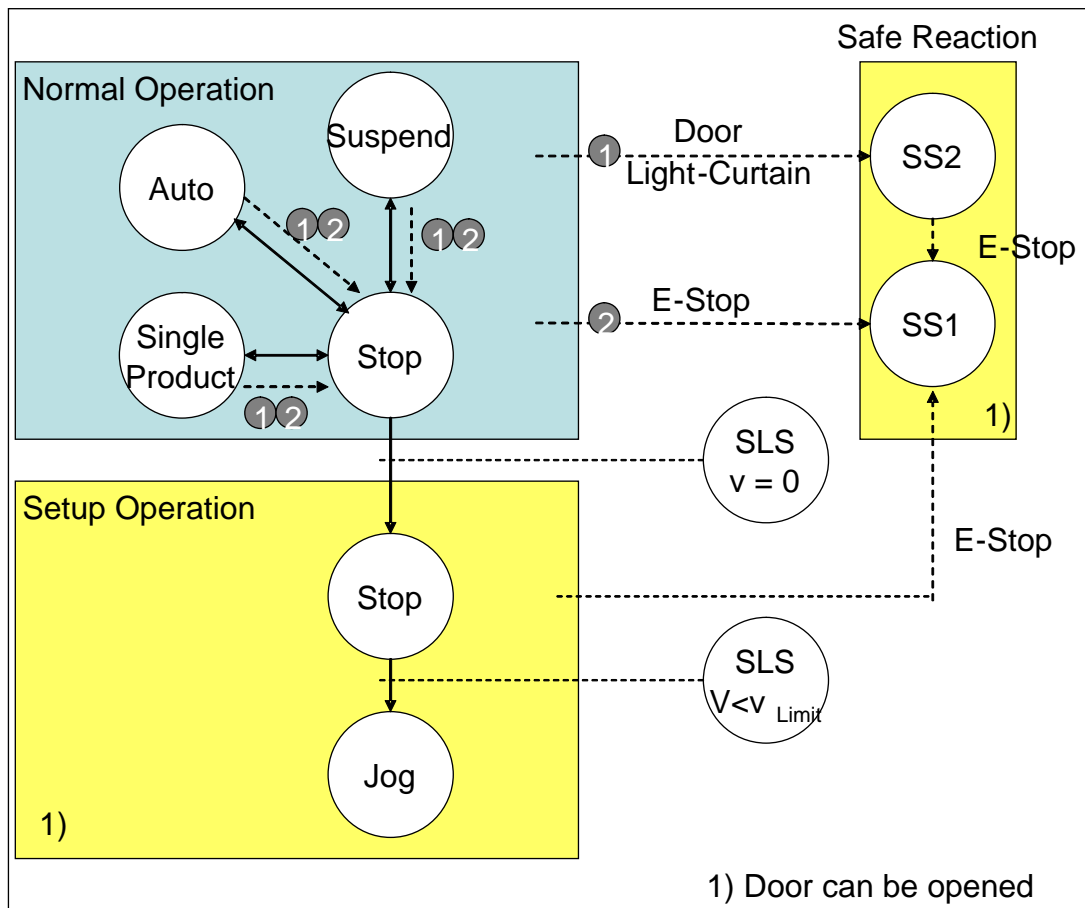 Safe Reaction
Normal Operation
Suspend
Auto
1 2
1 2
Single
Product
Stop
1 2
1
Door
Light-Curtain
SS2
E-Stop
2
E-Stop
SS1
1)
SLS
v = 0
Setup Operation
Stop
E-Stop
SLS
V<v Limit
Jog
1)
1) Door can be opened